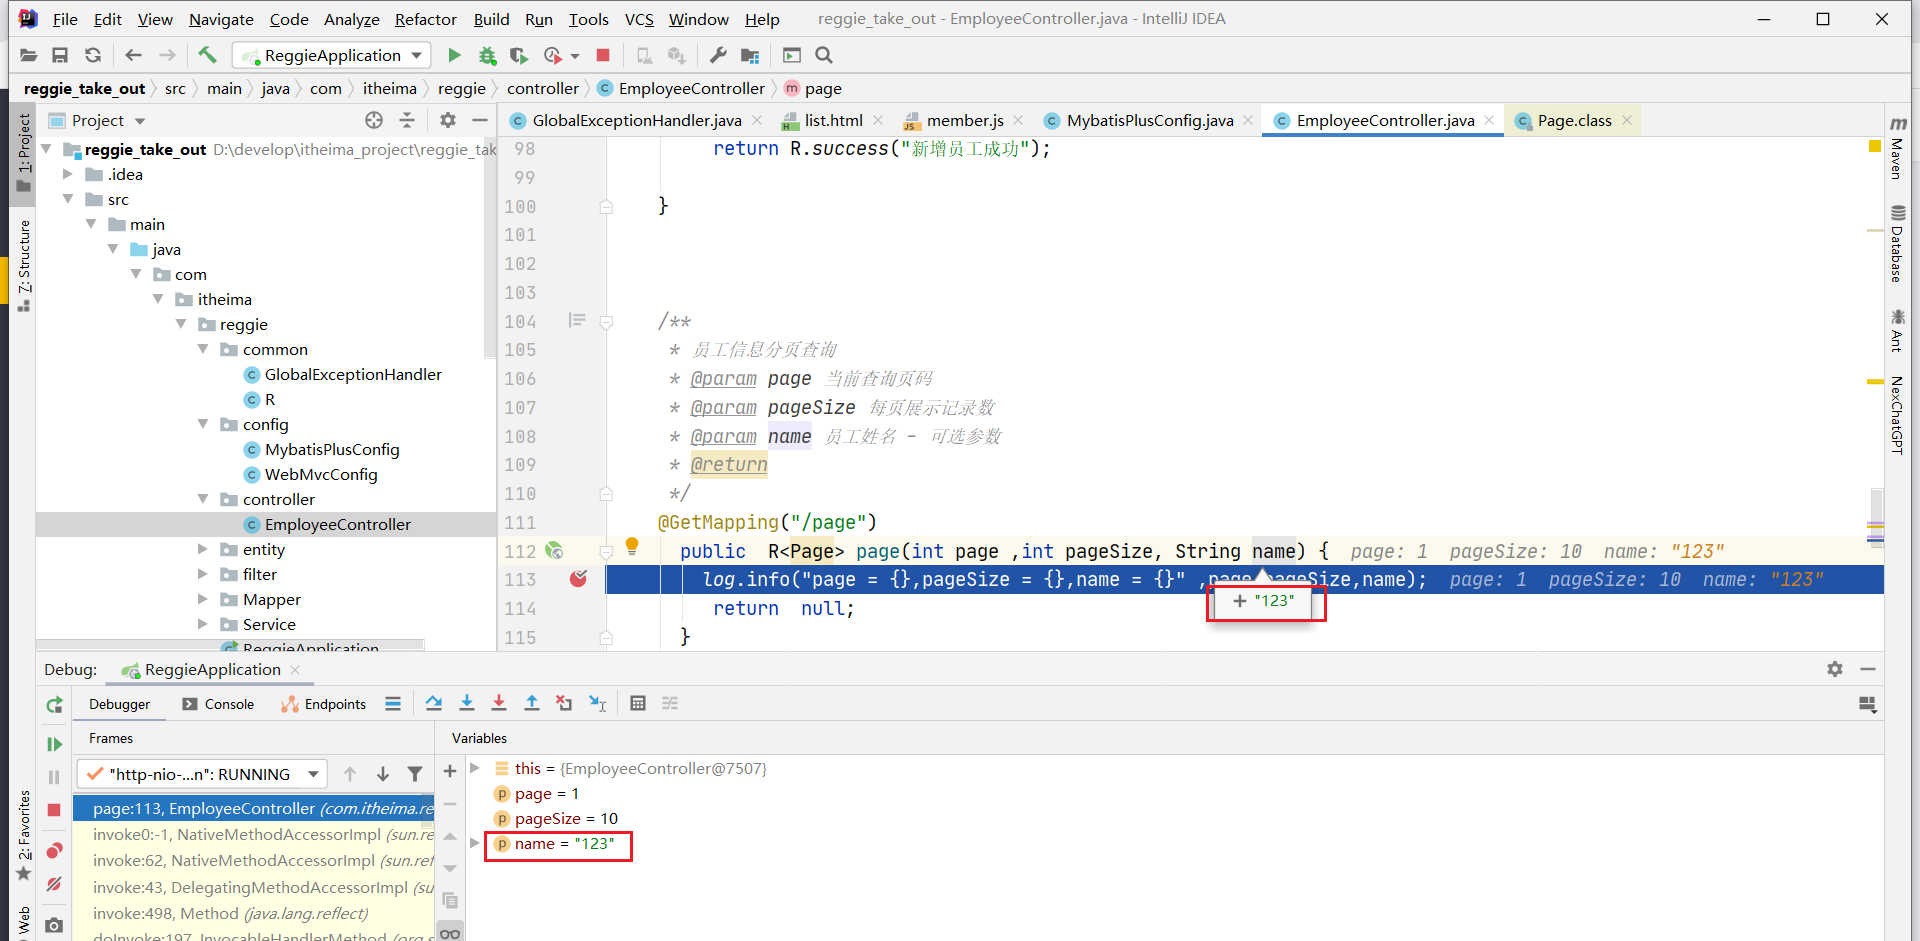 File Edit View Navigate Code Analyze Refactor Build Run Tools VCS Window Help reggie_take_out - EmployeeController.java - IntelliJ IDEA
ReggieApplication
reggie_take_out src main java com itheima reggie controller EmployeeController page
Project
GlobalExceptionHandler.java list.html member.js MybatisPlusConfig.java EmployeeController.java Page.class
reggie_take_out D:\develop\itheima_project\reggie_tak
.idea
src
main
java
com
itheima
reggie
common
GlobalExceptionHandler
R
config
MybatisPlusConfig
WebMvcConfig
controller
EmployeeController
entity
filter
Mapper
Service
ReggieApplication
98 return R.success("新增员工成功");
99
100 }
101
102
103
104 /**
105 * 员工信息分页查询
106 * @param page 当前查询页码
107 * @param pageSize 每页展示记录数
108 * @param name 员工姓名 - 可选参数
109 * @return
110 */
111 @GetMapping("/page")
112 public R<Page> page(int page ,int pageSize, String name) { page: 1 pageSize: 10 name: "123"
113 log.info("page = {},pageSize = {},name = {}" ,page,pageSize,name); page: 1 pageSize: 10 name: "123"
+ "123"
114 return null;
115 }
1: Project
Z: Structure
2: Favorites
Web
Maven
Database
Ant
NexChatGPT
Debug: ReggieApplication
Debugger Console Endpoints
Frames
"http-nio-...n": RUNNING
page:113, EmployeeController (com.itheima.re
invoke0:-1, NativeMethodAccessorImpl (sun.re
invoke:62, NativeMethodAccessorImpl (sun.ref
invoke:43, DelegatingMethodAccessorImpl (su
invoke:498, Method (java.lang.reflect)
doInvoke:197, InvocableHandlerMethod (org.s
Variables
this = {EmployeeController@7507}
page = 1
pageSize = 10
name = "123"